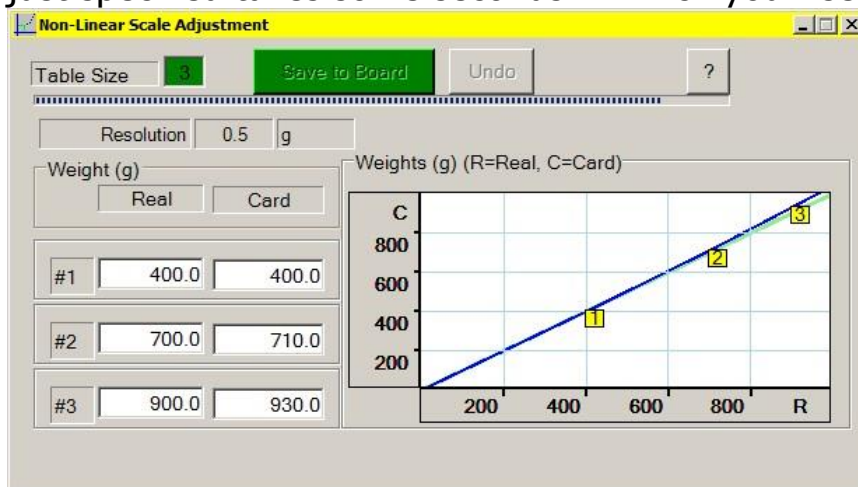 Non-Linear Scale Adjustment
Table Size 3 Save to Board Undo ?
Resolution 0.5 g
Weight (g)
Real Card
#1 400.0 400.0
#2 700.0 710.0
#3 900.0 930.0
Weights (g) (R=Real, C=Card)
C
800
600
400
200
1
2
3
200 400 600 800 R